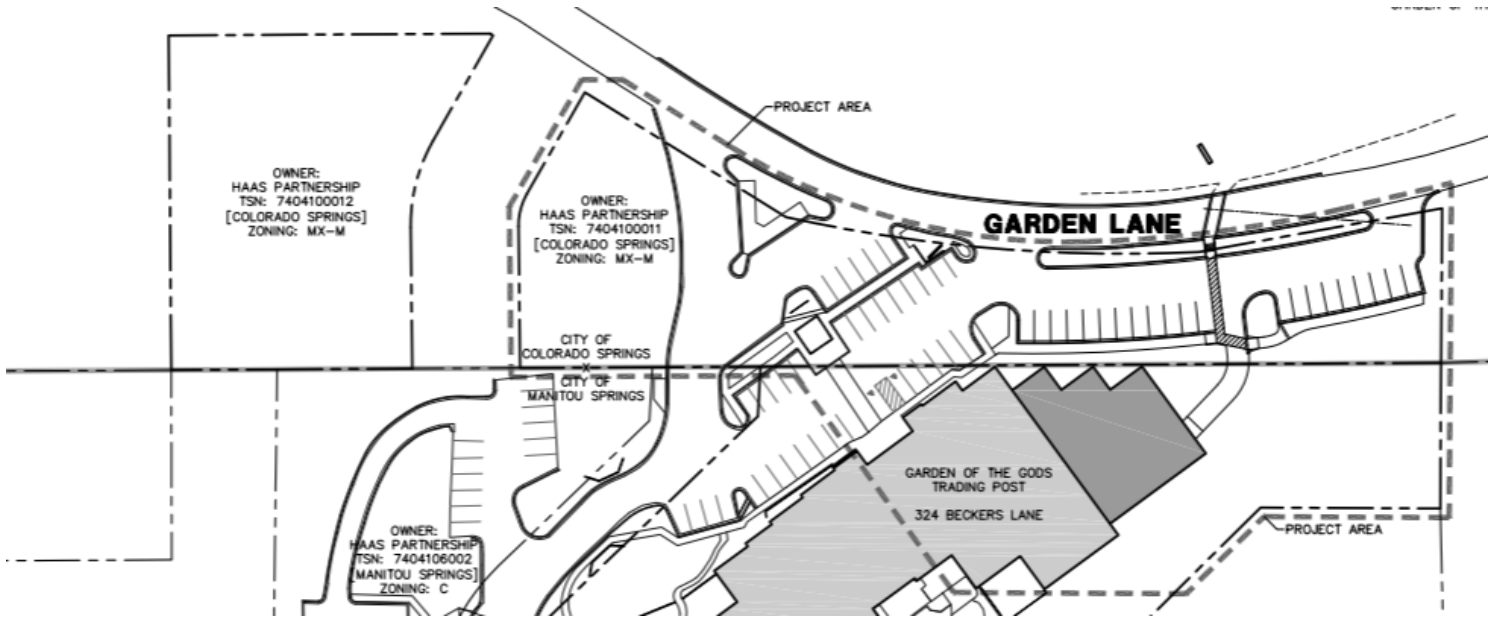 PROJECT AREA
OWNER:
HAAS PARTNERSHIP
TSN: 7404100012
[COLORADO SPRINGS]
ZONING: MX-M
OWNER:
HAAS PARTNERSHIP
TSN: 7404100011
[COLORADO SPRINGS]
ZONING: MX-M
GARDEN LANE
CITY OF
COLORADO SPRINGS
CITY OF
MANITOU SPRINGS
GARDEN OF THE GODS
TRADING POST
324 BECKERS LANE
PROJECT AREA
OWNER:
HAAS PARTNERSHIP
TSN: 7404106002
[MANITOU SPRINGS]
ZONING: C